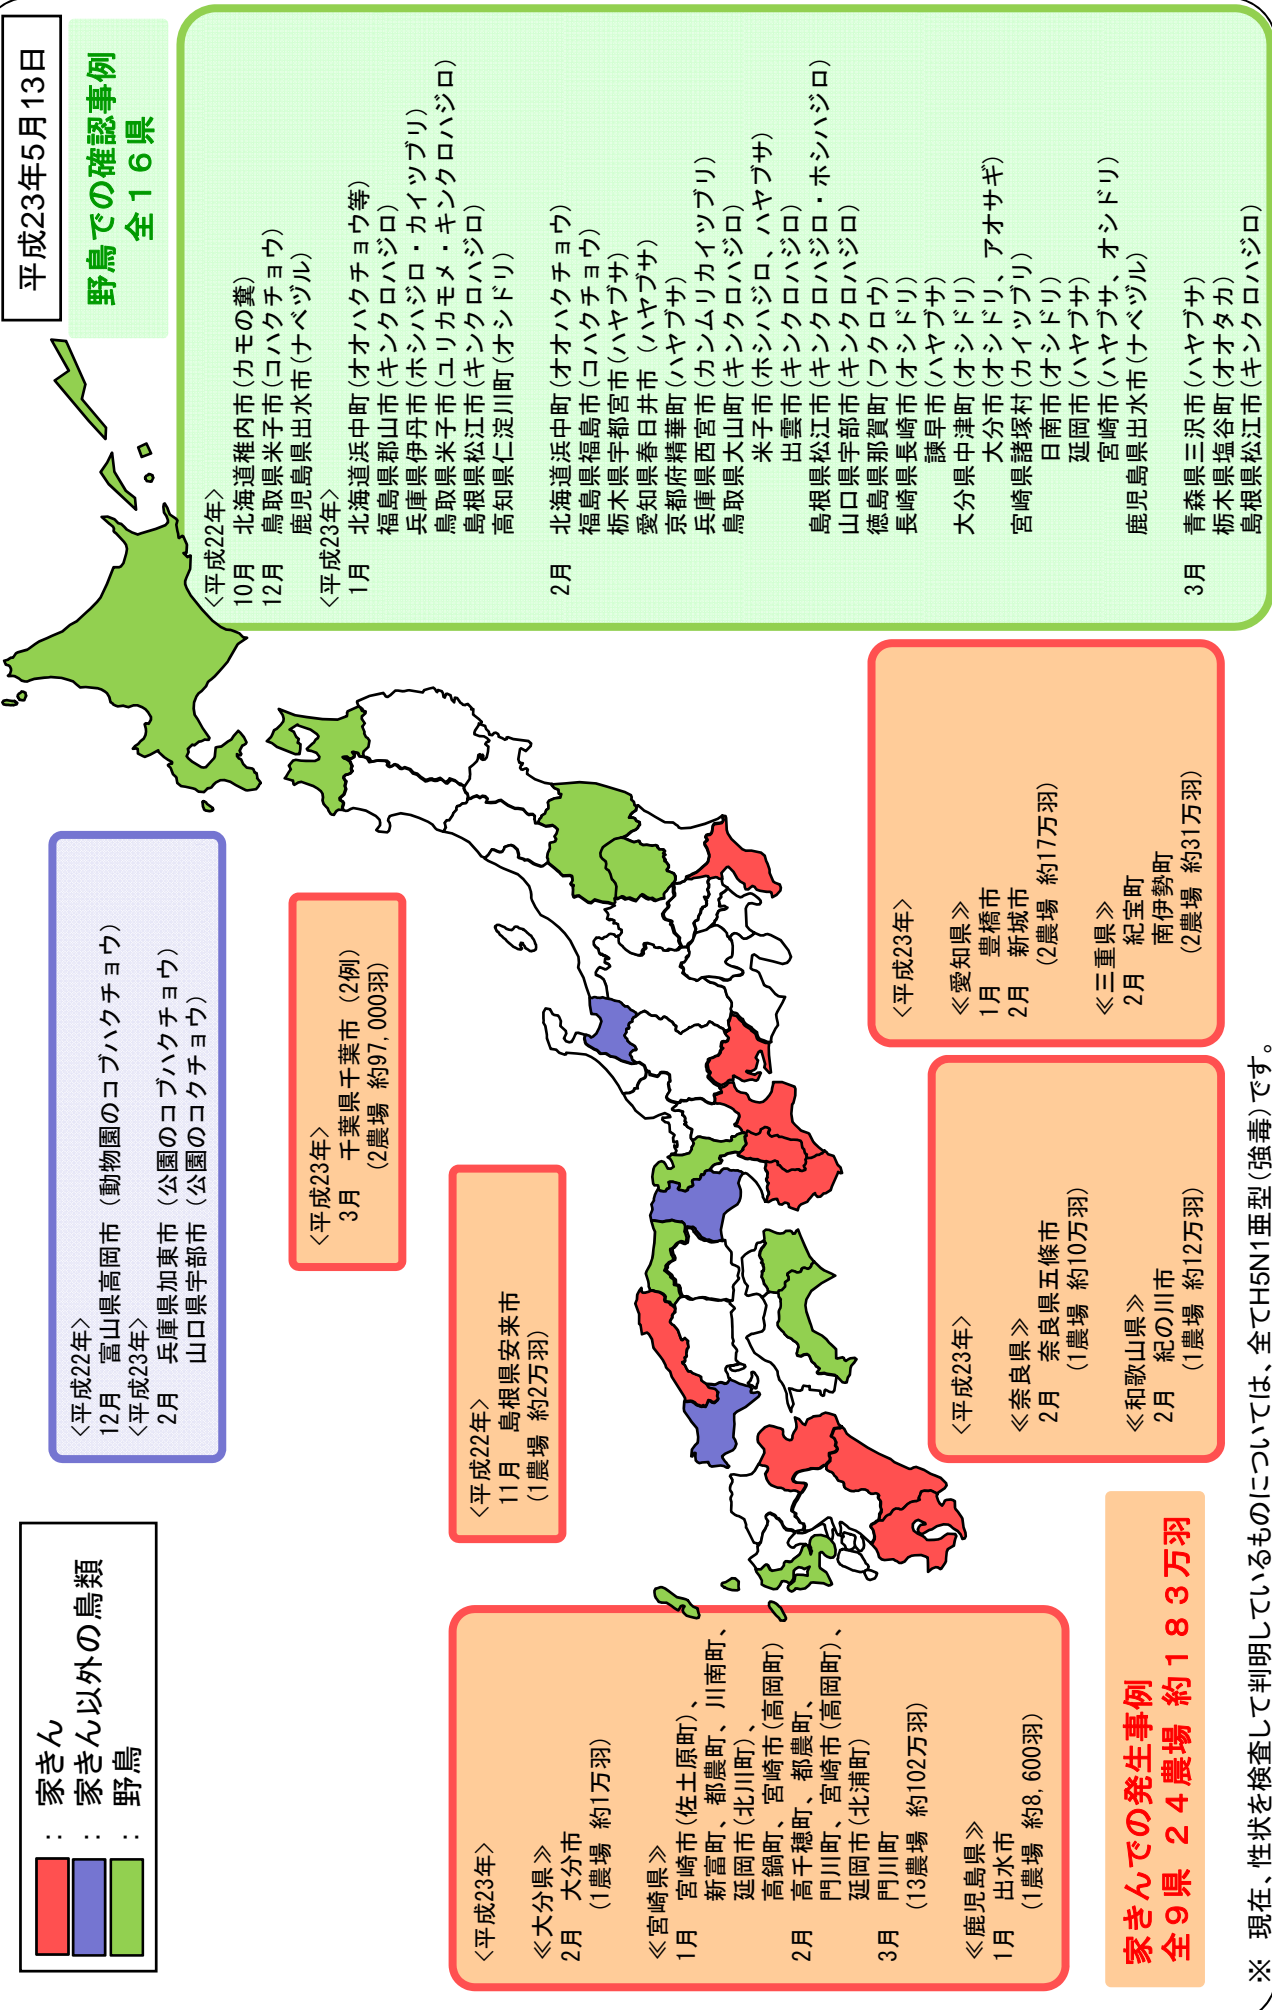 平成23年5月13日
野鳥での確認事例
全16県
：　家きん
：　家きん以外の鳥類
：　野鳥
<平成22年>
12月　富山県高岡市（動物園のコブハクチョウ）
<平成23年>
2月　兵庫県加東市（公園のコブハクチョウ）
山口県宇部市（公園のコクチョウ）
<平成23年>
3月　千葉県千葉市（2例）
（2農場　約97,000羽）
<平成22年>
11月　島根県安来市
（1農場　約2万羽）
<平成23年>
≪大分県≫
2月　大分市
（1農場　約1万羽）
≪宮崎県≫
1月　宮崎市（佐土原町）、
新富町、都農町、川南町、
延岡市（北川町）、
高鍋町、宮崎市（高岡町）
2月　高千穂町、都農町、
門川町、宮崎市（高岡町）、
延岡市（北浦町）
3月　門川町
（13農場　約102万羽）
≪鹿児島県≫
1月　出水市
（1農場　約8,600羽）
<平成23年>
≪奈良県≫
2月　奈良県五條市
（1農場　約10万羽）
≪和歌山県≫
2月　紀の川市
（1農場　約12万羽）
<平成23年>
≪愛知県≫
1月　豊橋市
2月　新城市
（2農場　約17万羽）
≪三重県≫
2月　紀宝町
南伊勢町
（2農場　約31万羽）
<平成22年>
10月　北海道稚内市（カモの糞）
12月　鳥取県米子市（コハクチョウ）
鹿児島県出水市（ナベヅル）
<平成23年>
1月　北海道浜中町（オオハクチョウ等）
福島県郡山市（キンクロハジロ）
兵庫県伊丹市（ホシハジロ・カイツブリ）
鳥取県米子市（ユリカモメ・キンクロハジロ）
島根県松江市（キンクロハジロ）
高知県仁淀川町（オシドリ）
2月　北海道浜中町（オオハクチョウ）
福島県福島市（コハクチョウ）
栃木県宇都宮市（ハヤブサ）
愛知県春日井市（ハヤブサ）
京都府精華町（ハヤブサ）
兵庫県西宮市（カンムリカイツブリ）
鳥取県大山町（キンクロハジロ）
米子市（ホシハジロ、ハヤブサ）
出雲市（キンクロハジロ）
島根県松江市（キンクロハジロ・ホシハジロ）
山口県宇部市（キンクロハジロ）
徳島県那賀町（フクロウ）
長崎県長崎市（オシドリ）
諫早市（ハヤブサ）
大分県中津町（オシドリ）
大分市（オシドリ、アオサギ）
宮崎県諸塚村（カイツブリ）
日南市（オシドリ）
延岡市（ハヤブサ）
宮崎市（ハヤブサ、オシドリ）
鹿児島県出水市（ナベヅル）
3月　青森県三沢市（ハヤブサ）
栃木県塩谷町（オオタカ）
島根県松江市（キンクロハジロ）
家きんでの発生事例
全9県　24農場　約183万羽
※　現在、性状を検査して判明しているものについては、全てH5N1亜型（強毒）です。